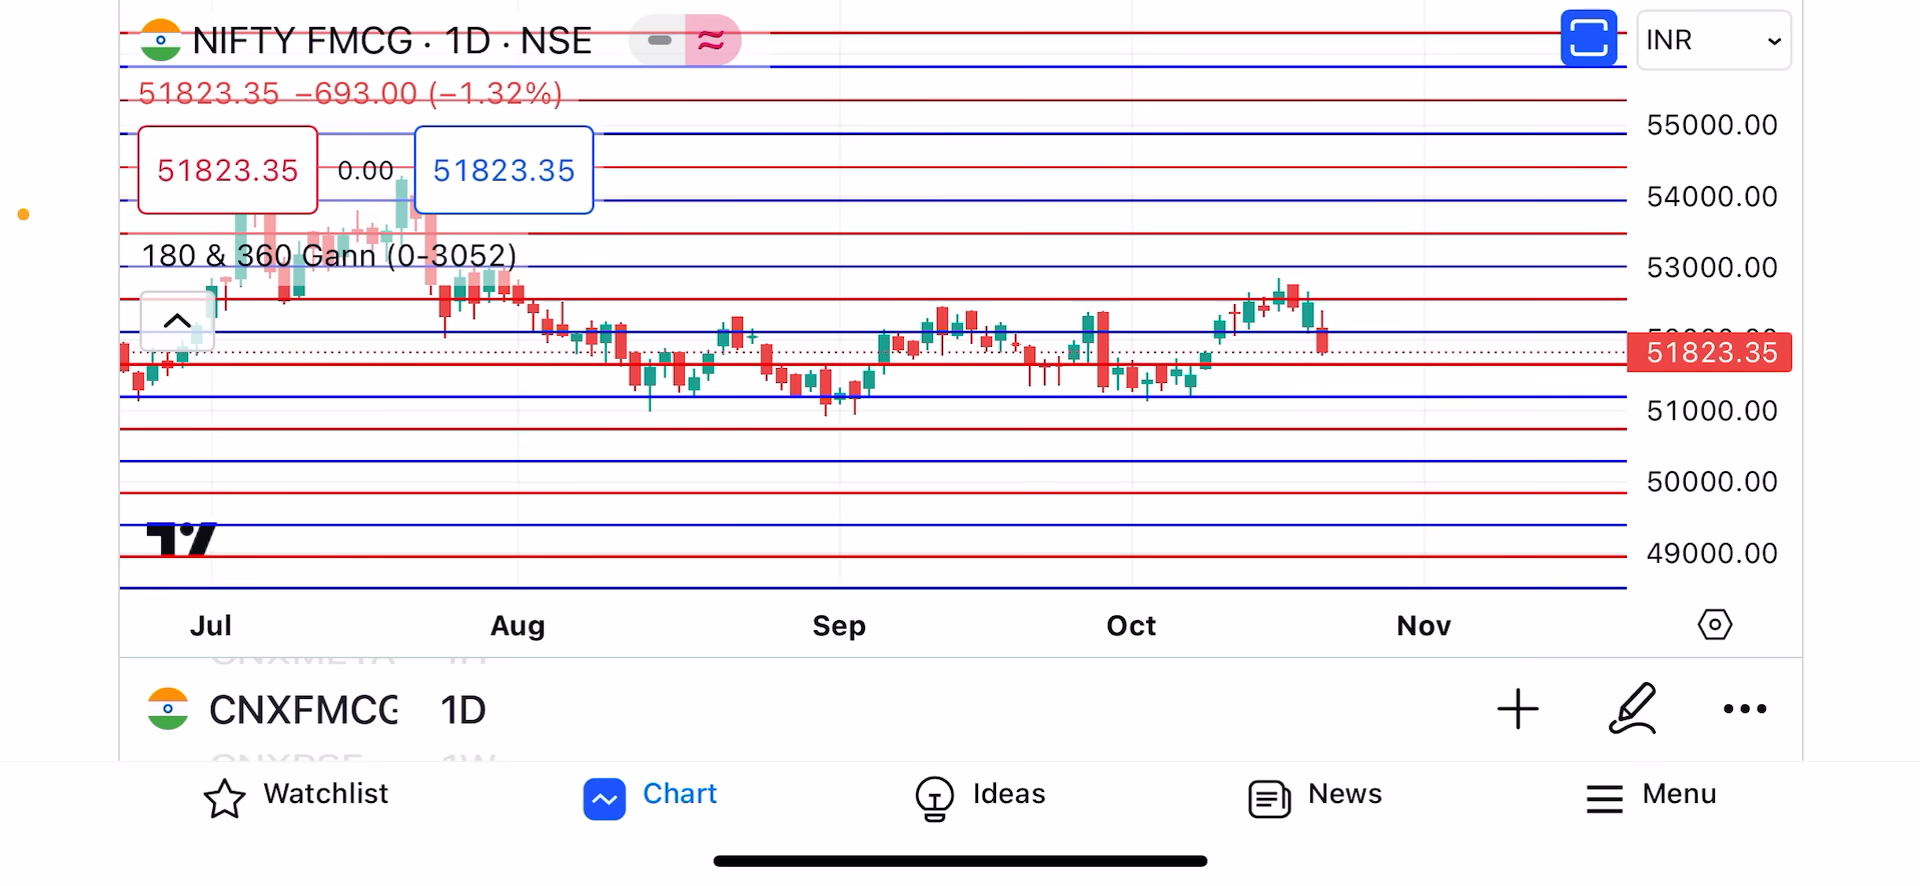 NIFTY FMCG · 1D · NSE
INR
51823.35 −693.00 (−1.32%)
51823.35 0.00 51823.35
180 & 360 Gann (0-3052)
55000.00
54000.00
53000.00
51823.35
51000.00
50000.00
49000.00
Jul Aug Sep Oct Nov
CNXFMCG 1D
Watchlist Chart Ideas News Menu